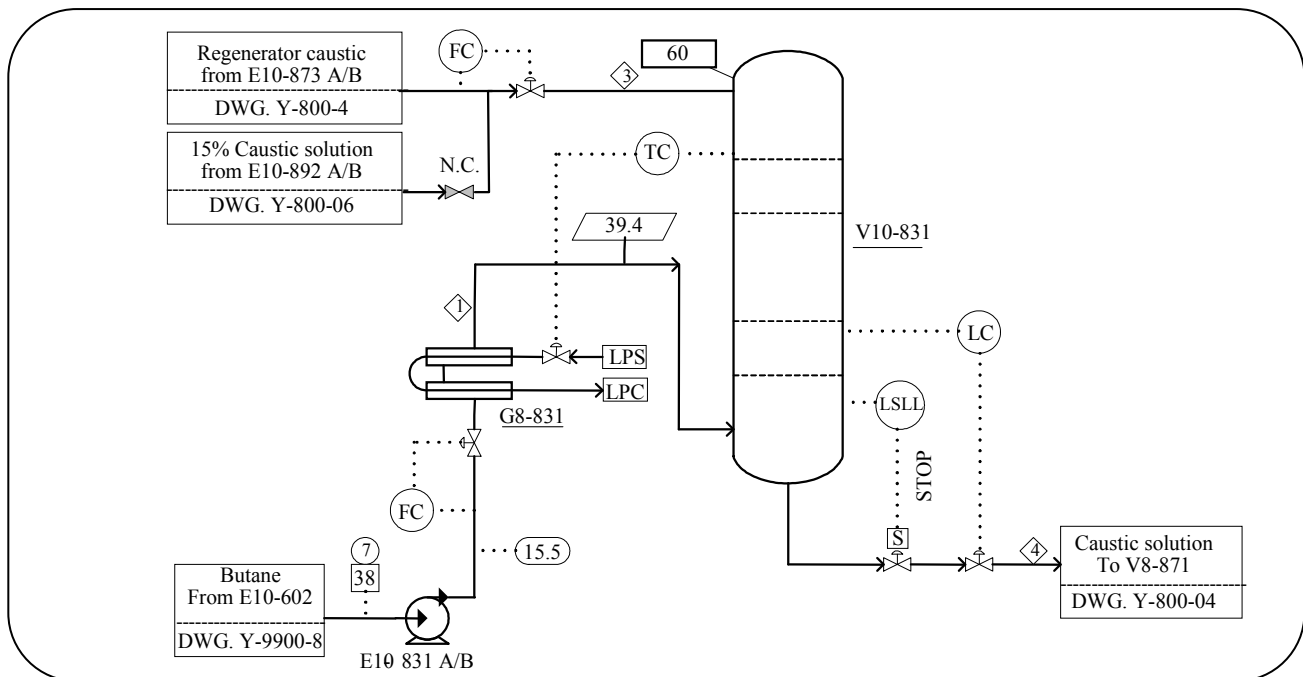 Regenerator caustic
from E10-873 A/B
DWG. Y-800-4
FC
3
60
15% Caustic solution
from E10-892 A/B
DWG. Y-800-06
N.C.
TC
39.4
V10-831
1
LPS
LPC
G8-831
LC
LSLL
STOP
FC
S
15.5
7
38
Butane
From E10-602
DWG. Y-9900-8
E10 831 A/B
4
Caustic solution
To V8-871
DWG. Y-800-04